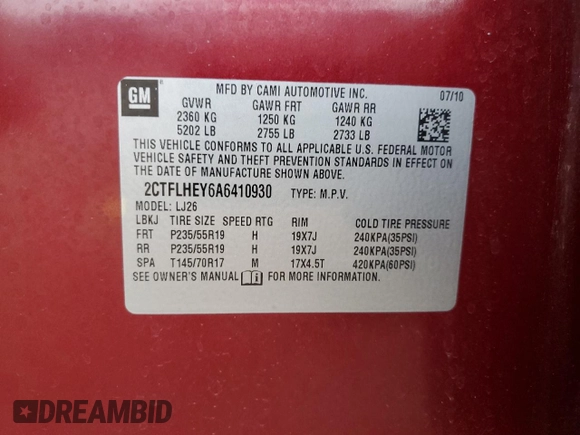 GM
MFD BY CAMI AUTOMOTIVE INC. 07/10
GVWR GAWR FRT GAWR RR
2360 KG 1250 KG 1240 KG
5202 LB 2755 LB 2733 LB
THIS VEHICLE CONFORMS TO ALL APPLICABLE U.S. FEDERAL MOTOR
VEHICLE SAFETY AND THEFT PREVENTION STANDARDS IN EFFECT ON
THE DATE OF MANUFACTURE SHOWN ABOVE.
2CTFLHEY6A6410930 TYPE: M.P.V.
MODEL: LJ26
LBKJ TIRE SIZE SPEED RTG RIM COLD TIRE PRESSURE
FRT P235/55R19 H 19X7J 240KPA(35PSI)
RR P235/55R19 H 19X7J 240KPA(35PSI)
SPA T145/70R17 M 17X4.5T 420KPA(60PSI)
SEE OWNER'S MANUAL FOR MORE INFORMATION.
DREAMBID